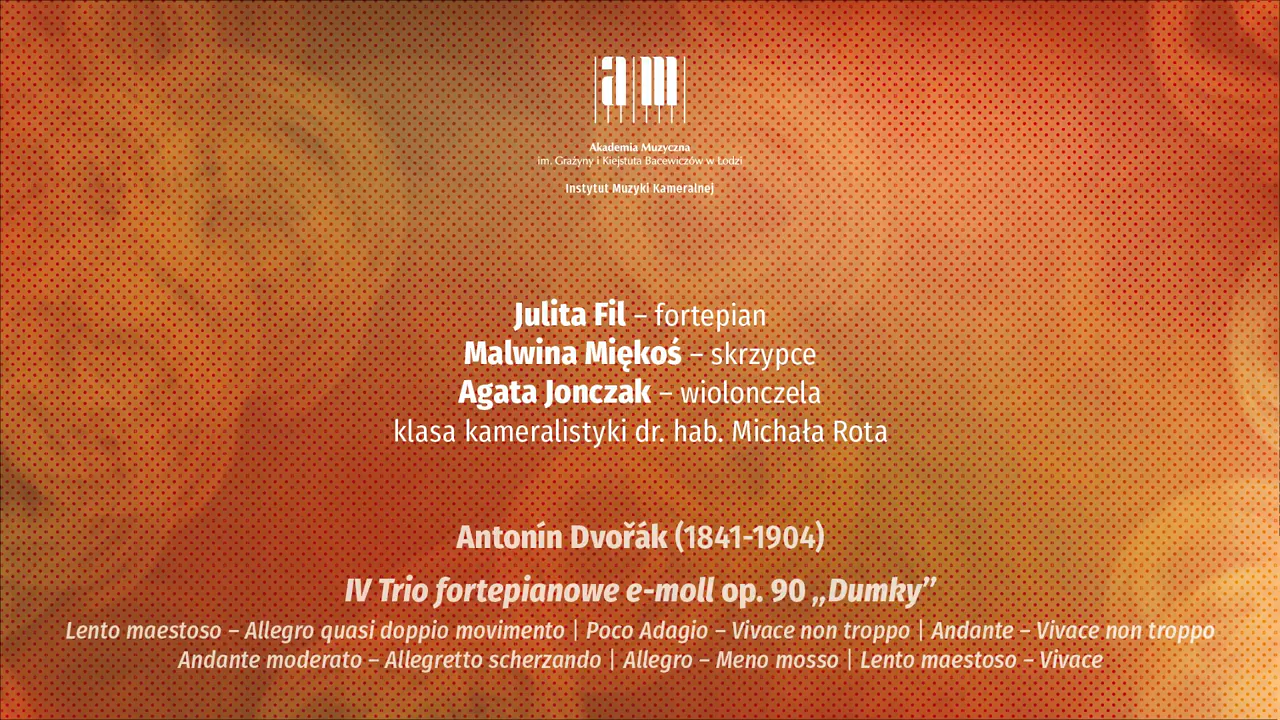 am
Akademia Muzyczna
im. Grażyny i Kiejstuta Bacewiczów w Łodzi
Instytut Muzyki Kameralnej
Julita Fil – fortepian
Malwina Miękoś – skrzypce
Agata Jonczak – wiolonczela
klasa kameralistyki dr. hab. Michała Rota
Antonín Dvořák (1841-1904)
IV Trio fortepianowe e-moll op. 90 „Dumky”
Lento maestoso – Allegro quasi doppio movimento | Poco Adagio – Vivace non troppo | Andante – Vivace non troppo
Andante moderato – Allegretto scherzando | Allegro – Meno mosso | Lento maestoso – Vivace